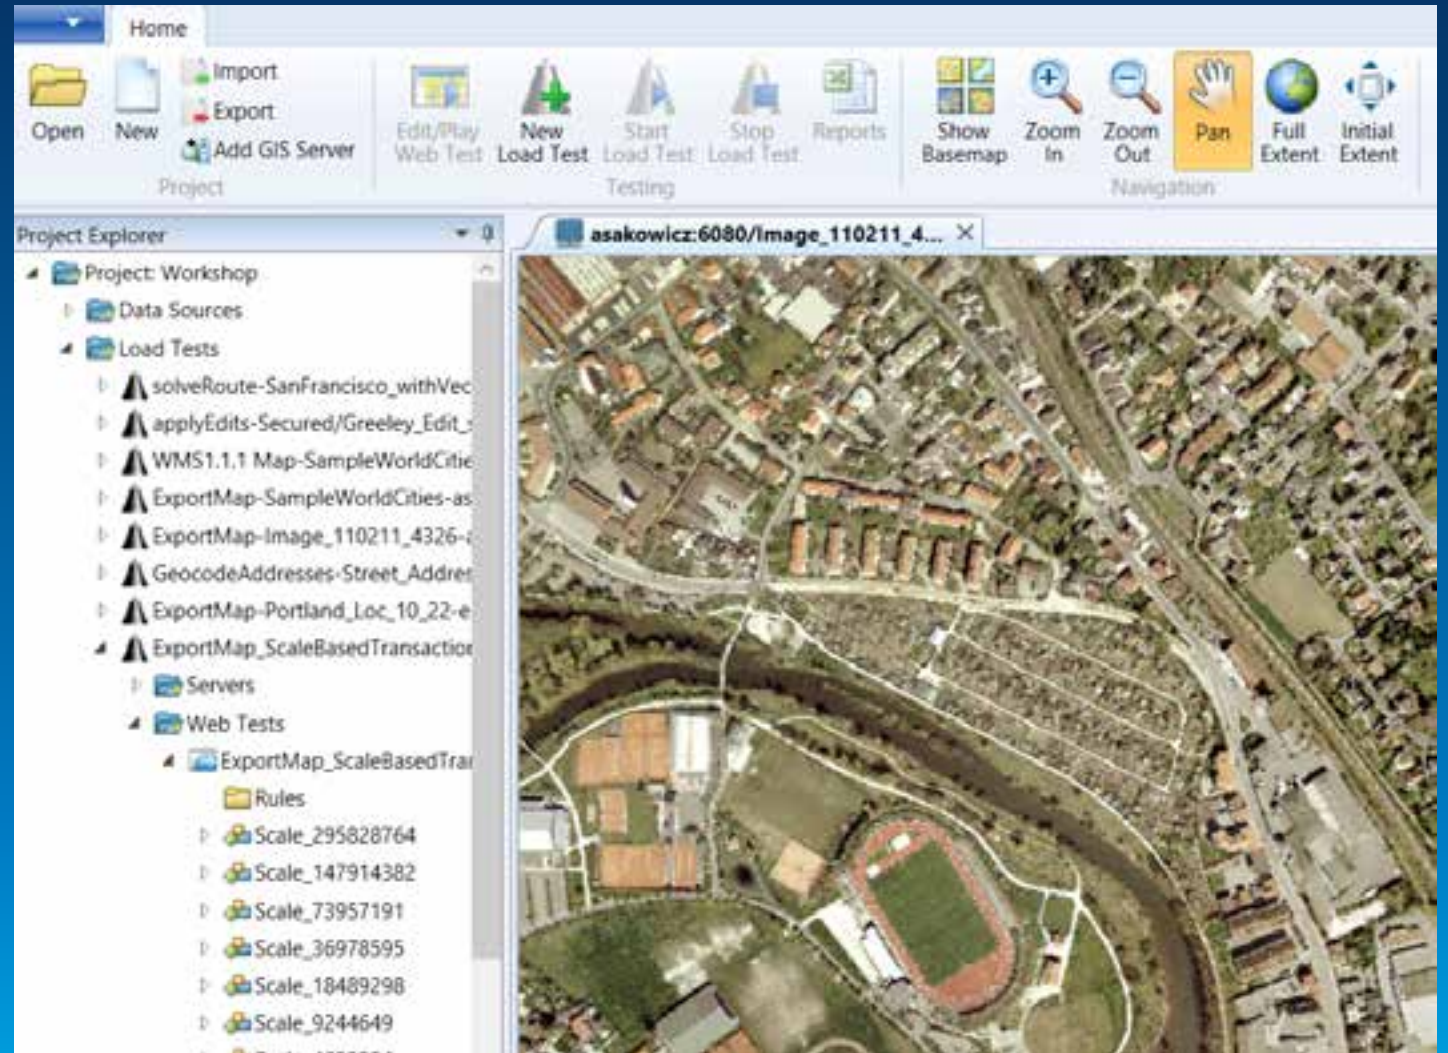 Home
Open
New
Import
Export
Add GIS Server
Project
Edit/Play
Web Test
New
Load Test
Start
Load Test
Stop
Load Test
Reports
Testing
Show
Basemap
Zoom
In
Zoom
Out
Pan
Full
Extent
Initial
Extent
Navigation
Project Explorer
asakowicz:6080/Image_110211_4...
Project: Workshop
Data Sources
Load Tests
solveRoute-SanFrancisco_withVec
applyEdits-Secured/Greeley_Edit_
WMS1.1.1 Map-SampleWorldCitie
ExportMap-SampleWorldCities-as
ExportMap-Image_110211_4326-a
GeocodeAddresses-Street_Addres
ExportMap-Portland_Loc_10_22-e
ExportMap_ScaleBasedTransaction
Servers
Web Tests
ExportMap_ScaleBasedTran
Rules
Scale_295828764
Scale_147914382
Scale_73957191
Scale_36978595
Scale_18489298
Scale_9244649